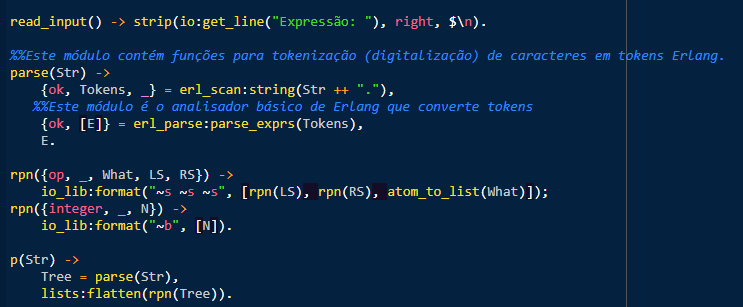 read_input() -> strip(io:get_line("Expressão: "), right, $\n).
%%Este módulo contém funções para tokenização (digitalização) de caracteres em tokens Erlang.
parse(Str) ->
{ok, Tokens, _} = erl_scan:string(Str ++ "."),
%%Este módulo é o analisador básico de Erlang que converte tokens
{ok, [E]} = erl_parse:parse_exprs(Tokens),
E.
rpn({op, _, What, LS, RS}) ->
io_lib:format("~s ~s ~s", [rpn(LS), rpn(RS), atom_to_list(What)]);
rpn({integer, _, N}) ->
io_lib:format("~b", [N]).
p(Str) ->
Tree = parse(Str),
lists:flatten(rpn(Tree)).